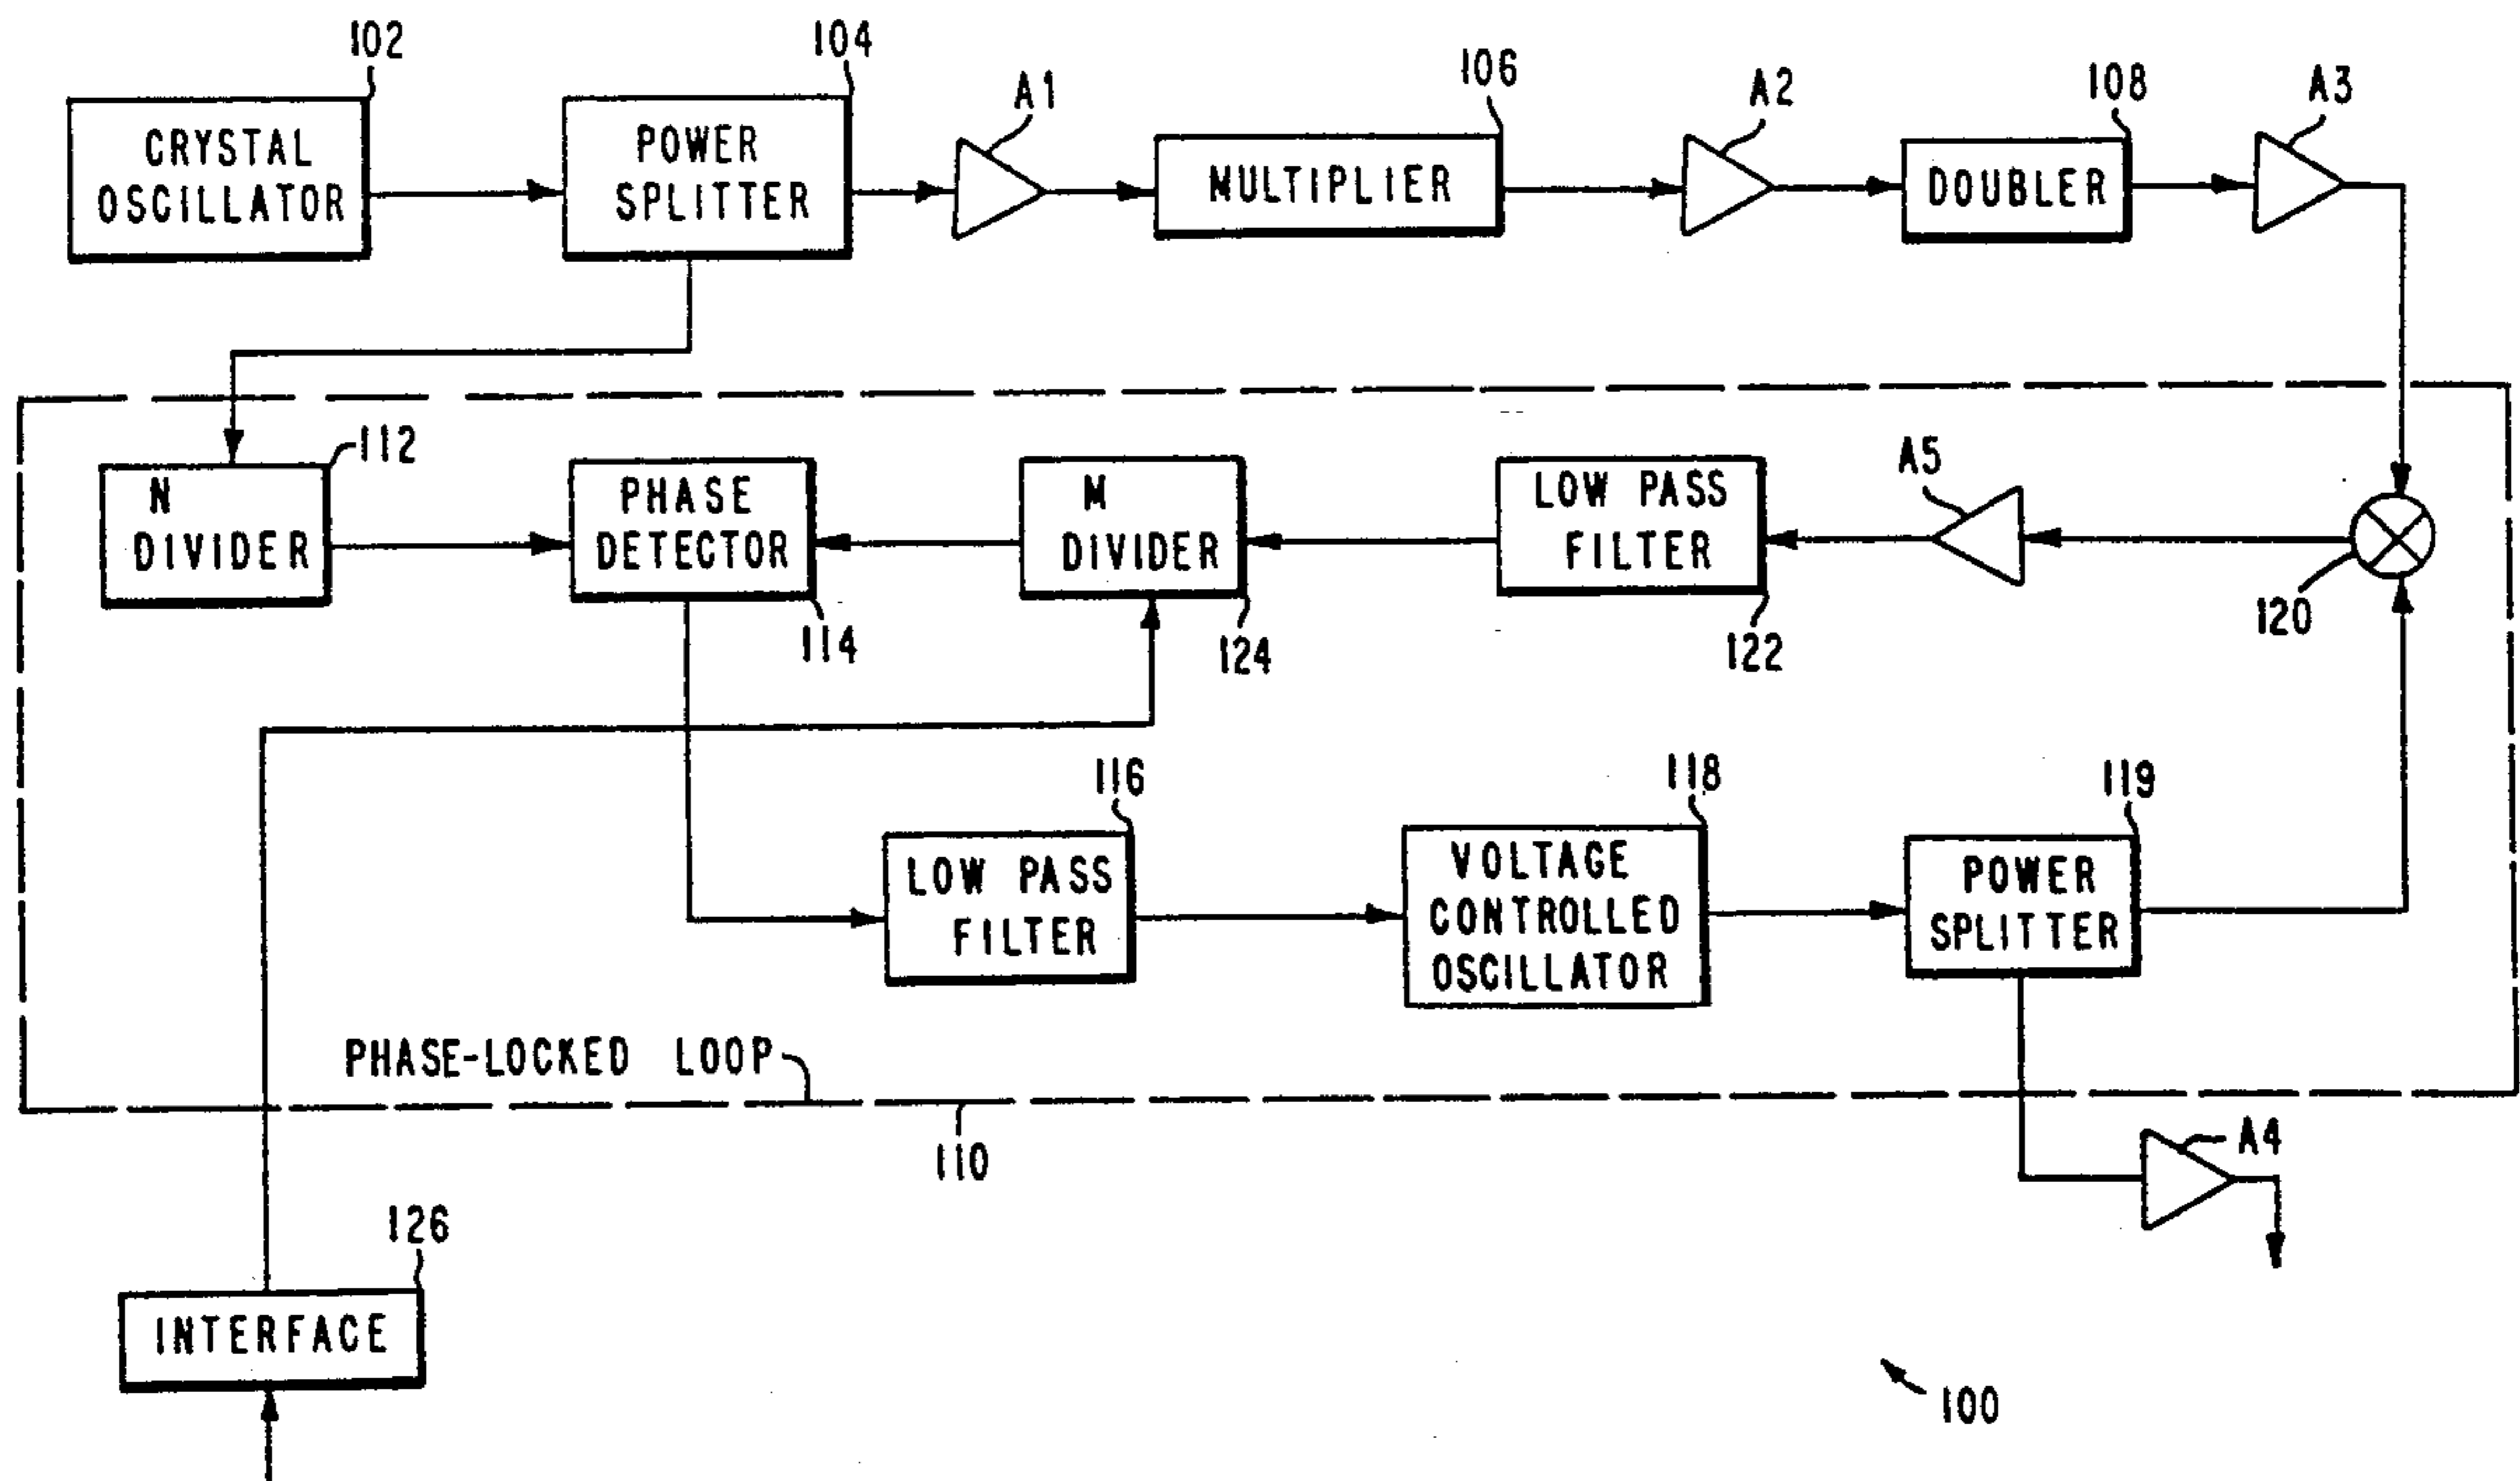 102
104
A1
106
A2
108
A3
CRYSTAL
OSCILLATOR
POWER
SPLITTER
MULTIPLIER
DOUBLER
112
N
DIVIDER
PHASE
DETECTOR
114
M
DIVIDER
124
LOW PASS
FILTER
122
A5
120
116
LOW PASS
FILTER
118
VOLTAGE
CONTROLLED
OSCILLATOR
119
POWER
SPLITTER
PHASE-LOCKED LOOP
110
A4
126
INTERFACE
100